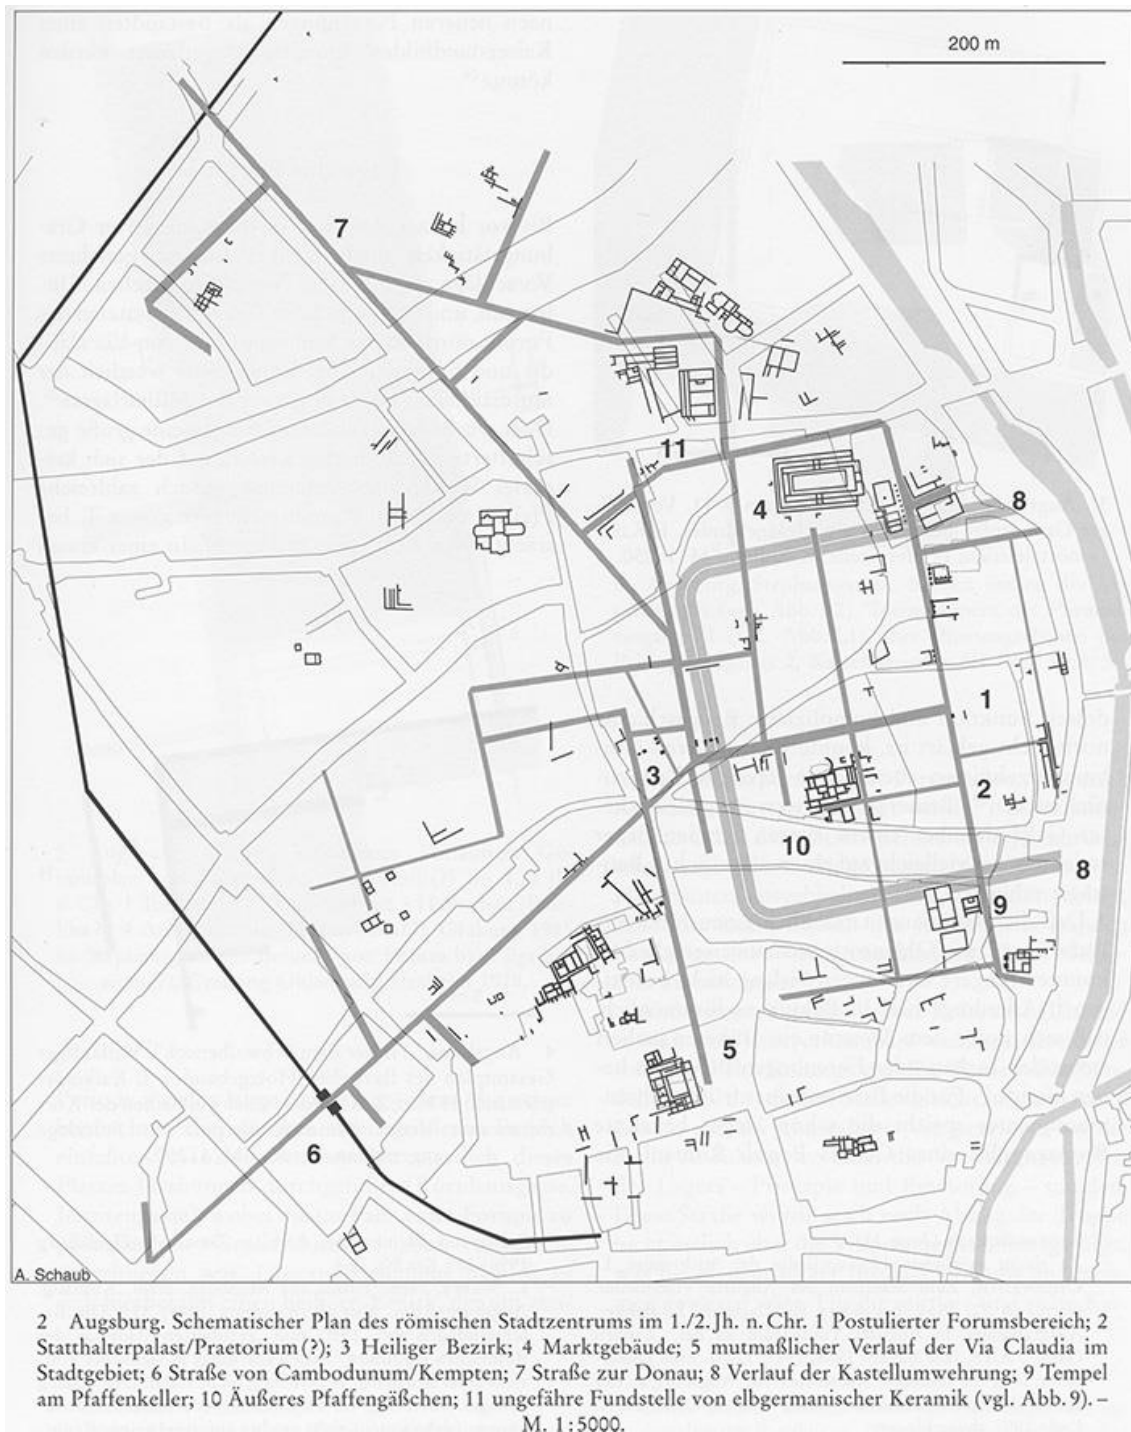 200 m
7
11
4
8
1
3
2
10
8
9
5
6
A. Schaub
2 Augsburg. Schematischer Plan des römischen Stadtzentrums im 1./2. Jh. n. Chr. 1 Postulierter Forumsbereich; 2
Statthalterpalast/Praetorium (?); 3 Heiliger Bezirk; 4 Marktgebäude; 5 mutmaßlicher Verlauf der Via Claudia im
Stadtgebiet; 6 Straße von Cambodunum/Kempten; 7 Straße zur Donau; 8 Verlauf der Kastellumwehrung; 9 Tempel
am Pfaffenkeller; 10 Äußeres Pfaffengäßchen; 11 ungefähre Fundstelle von elbgermanischer Keramik (vgl. Abb. 9). –
M. 1:5000.